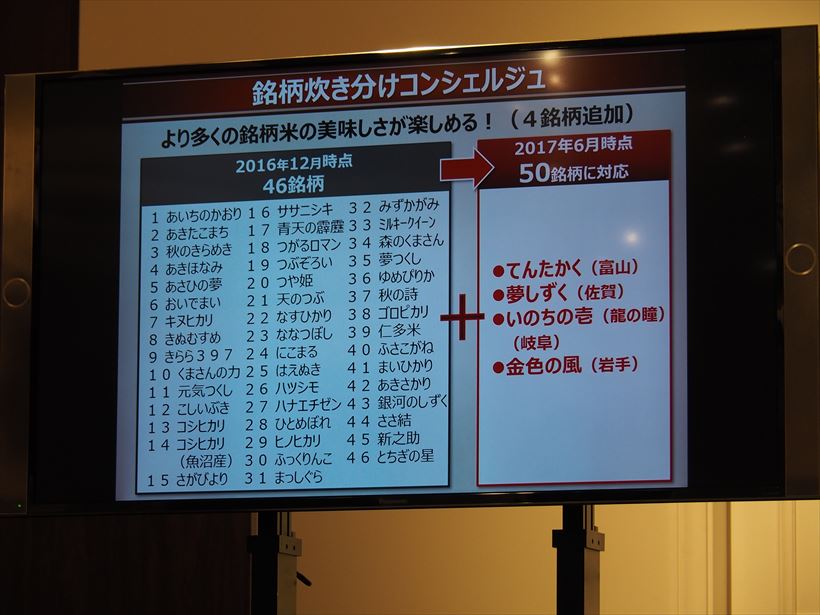 銘柄炊き分けコンシェルジュ
より多くの銘柄米の美味しさが楽しめる！（４銘柄追加）
2016年12月時点
46銘柄
１ あいちのかおり
２ あきたこまち
３ 秋のきらめき
４ あきほなみ
５ あさひの夢
６ おいでまい
７ キヌヒカリ
８ きぬむすめ
９ きらら３９７
１０ くまさんの力
１１ 元気つくし
１２ こしいぶき
１３ コシヒカリ
１４ コシヒカリ
（魚沼産）
１５ さがびより
１６ ササニシキ
１７ 青天の霹靂
１８ つがるロマン
１９ つぶぞろい
２０ つや姫
２１ 天のつぶ
２２ なすひかり
２３ ななつぼし
２４ にこまる
２５ はえぬき
２６ ハツシモ
２７ ハナエチゼン
２８ ひとめぼれ
２９ ヒノヒカリ
３０ ふっくりんこ
３１ まっしぐら
３２ みずかがみ
３３ ミルキークイーン
３４ 森のくまさん
３５ 夢つくし
３６ ゆめぴりか
３７ 秋の詩
３８ ゴロピカリ
３９ 仁多米
４０ ふさこがね
４１ まいひかり
４２ あきさかり
４３ 銀河のしずく
４４ ささ結
４５ 新之助
４６ とちぎの星
＋
2017年6月時点
50銘柄に対応
●てんたかく（富山）
●夢しずく（佐賀）
●いのちの壱（龍の瞳）
（岐阜）
●金色の風（岩手）
Panasonic